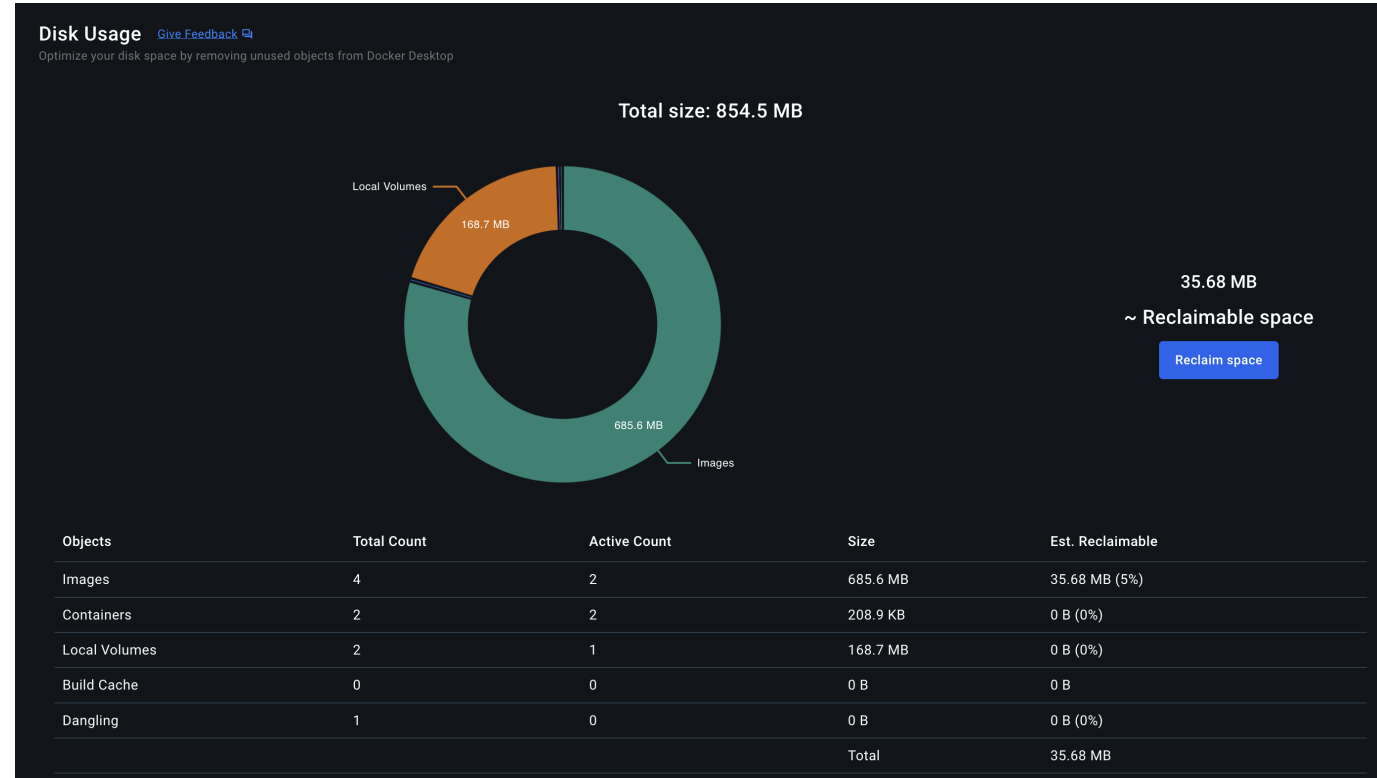 Disk Usage Give Feedback
Optimize your disk space by removing unused objects from Docker Desktop
Total size: 854.5 MB
Local Volumes
168.7 MB
35.68 MB
~ Reclaimable space
Reclaim space
685.6 MB
Images
Objects Total Count Active Count Size Est. Reclaimable
Images 4 2 685.6 MB 35.68 MB (5%)
Containers 2 2 208.9 KB 0 B (0%)
Local Volumes 2 1 168.7 MB 0 B (0%)
Build Cache 0 0 0 B 0 B
Dangling 1 0 0 B 0 B (0%)
Total 35.68 MB